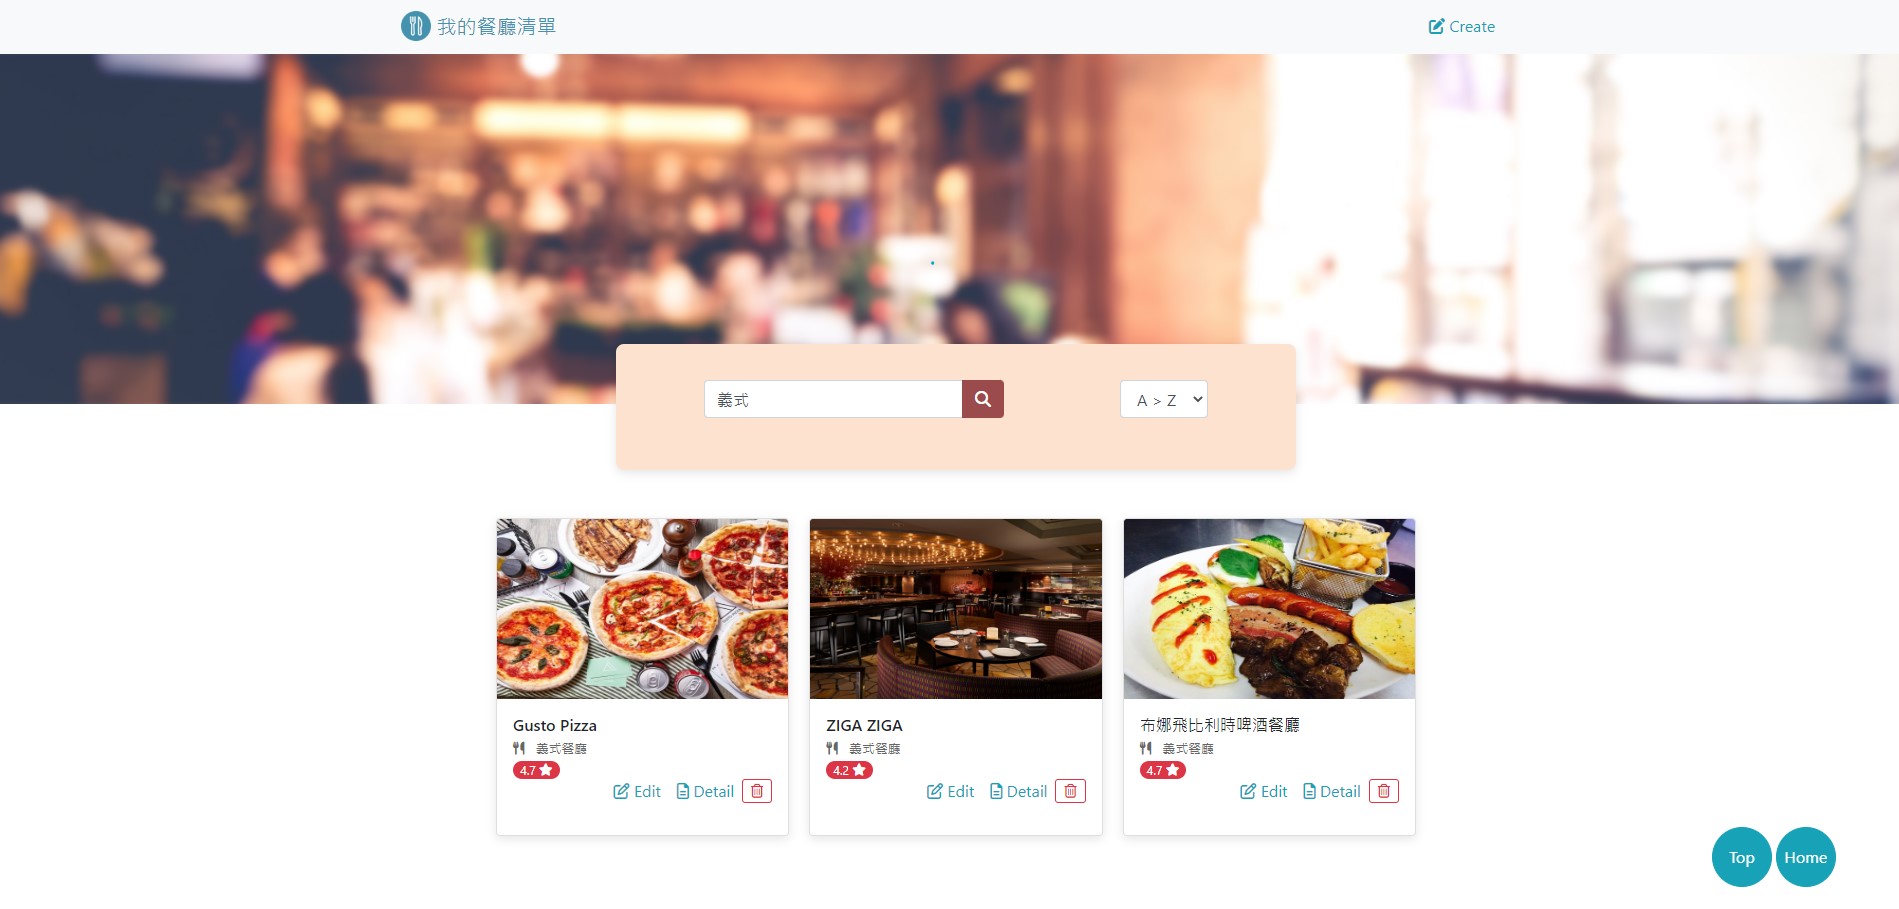 我的餐廳清單
Create
義式
A > Z
Gusto Pizza
義式餐廳
4.7
Edit Detail
ZIGA ZIGA
義式餐廳
4.2
Edit Detail
布娜飛比利時啤酒餐廳
義式餐廳
4.7
Edit Detail
Top Home